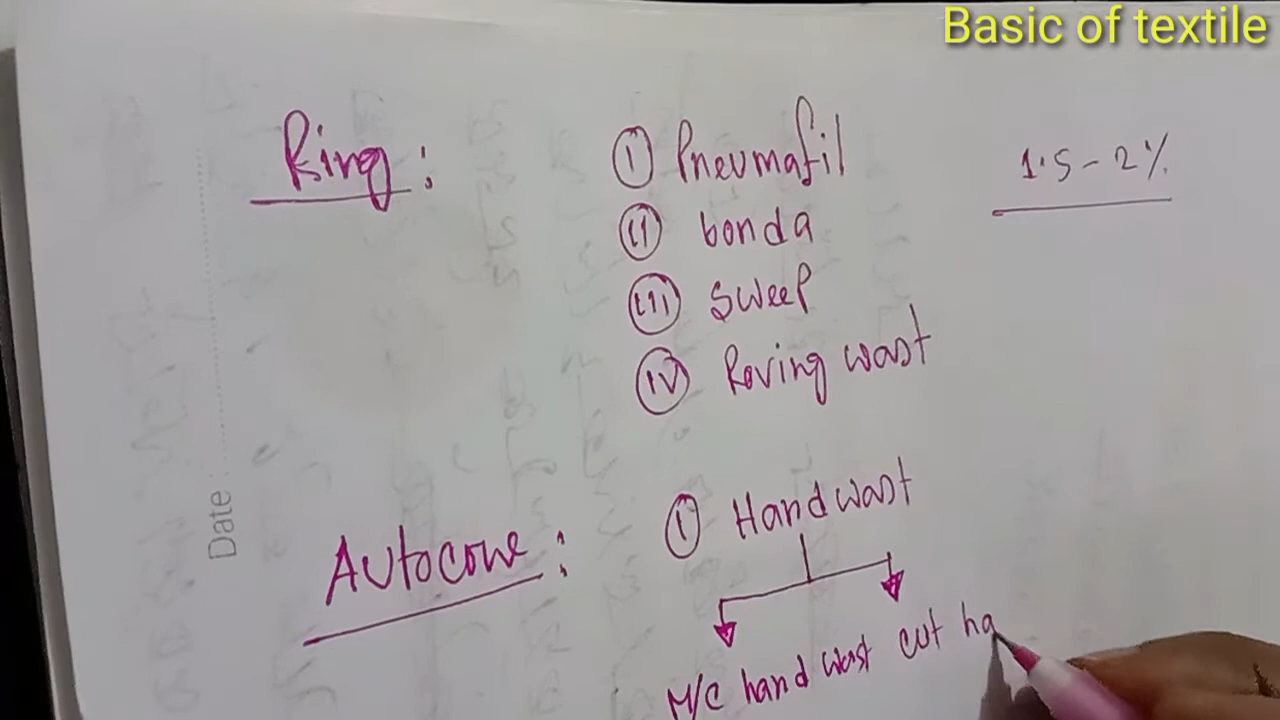 Basic of textile
Ring :
(I) Pneumafil
1.5 - 2%
(II) bonda
(III) Sweep
(IV) Roving wast
Date :
Autocone :
(I) Hand wast
M/C hand wast cut ha